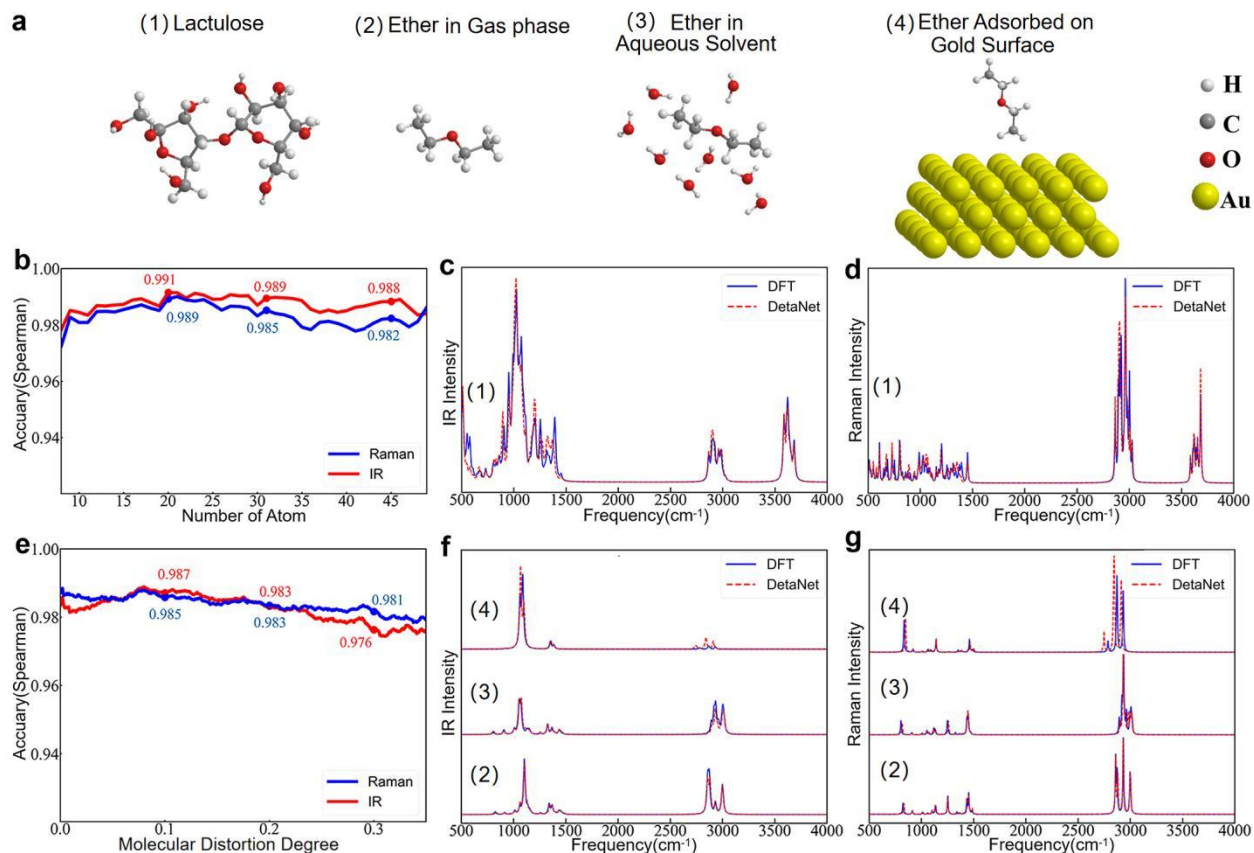 a
(1) Lactulose
(2) Ether in Gas phase
(3) Ether in
Aqueous Solvent
(4) Ether Adsorbed on
Gold Surface
H
C
O
Au
b
Accuary(Spearman)
1.00
0.98
0.96
0.94
0.991
0.989
0.988
0.989
0.985
0.982
Raman
IR
10 15 20 25 30 35 40 45
Number of Atom
c
IR Intensity
(1)
DFT
DetaNet
500 1000 1500 2000 2500 3000 3500 4000
Frequency(cm-1)
d
Raman Intensity
(1)
DFT
DetaNet
500 1000 1500 2000 2500 3000 3500 4000
Frequency(cm-1)
e
Accuary(Spearman)
1.00
0.98
0.96
0.94
0.987
0.983
0.981
0.985
0.983
0.976
Raman
IR
0.0 0.1 0.2 0.3
Molecular Distortion Degree
f
IR Intensity
DFT
DetaNet
(4)
(3)
(2)
500 1000 1500 2000 2500 3000 3500 4000
Frequency(cm-1)
g
Raman Intensity
DFT
DetaNet
(4)
(3)
(2)
500 1000 1500 2000 2500 3000 3500 4000
Frequency(cm-1)